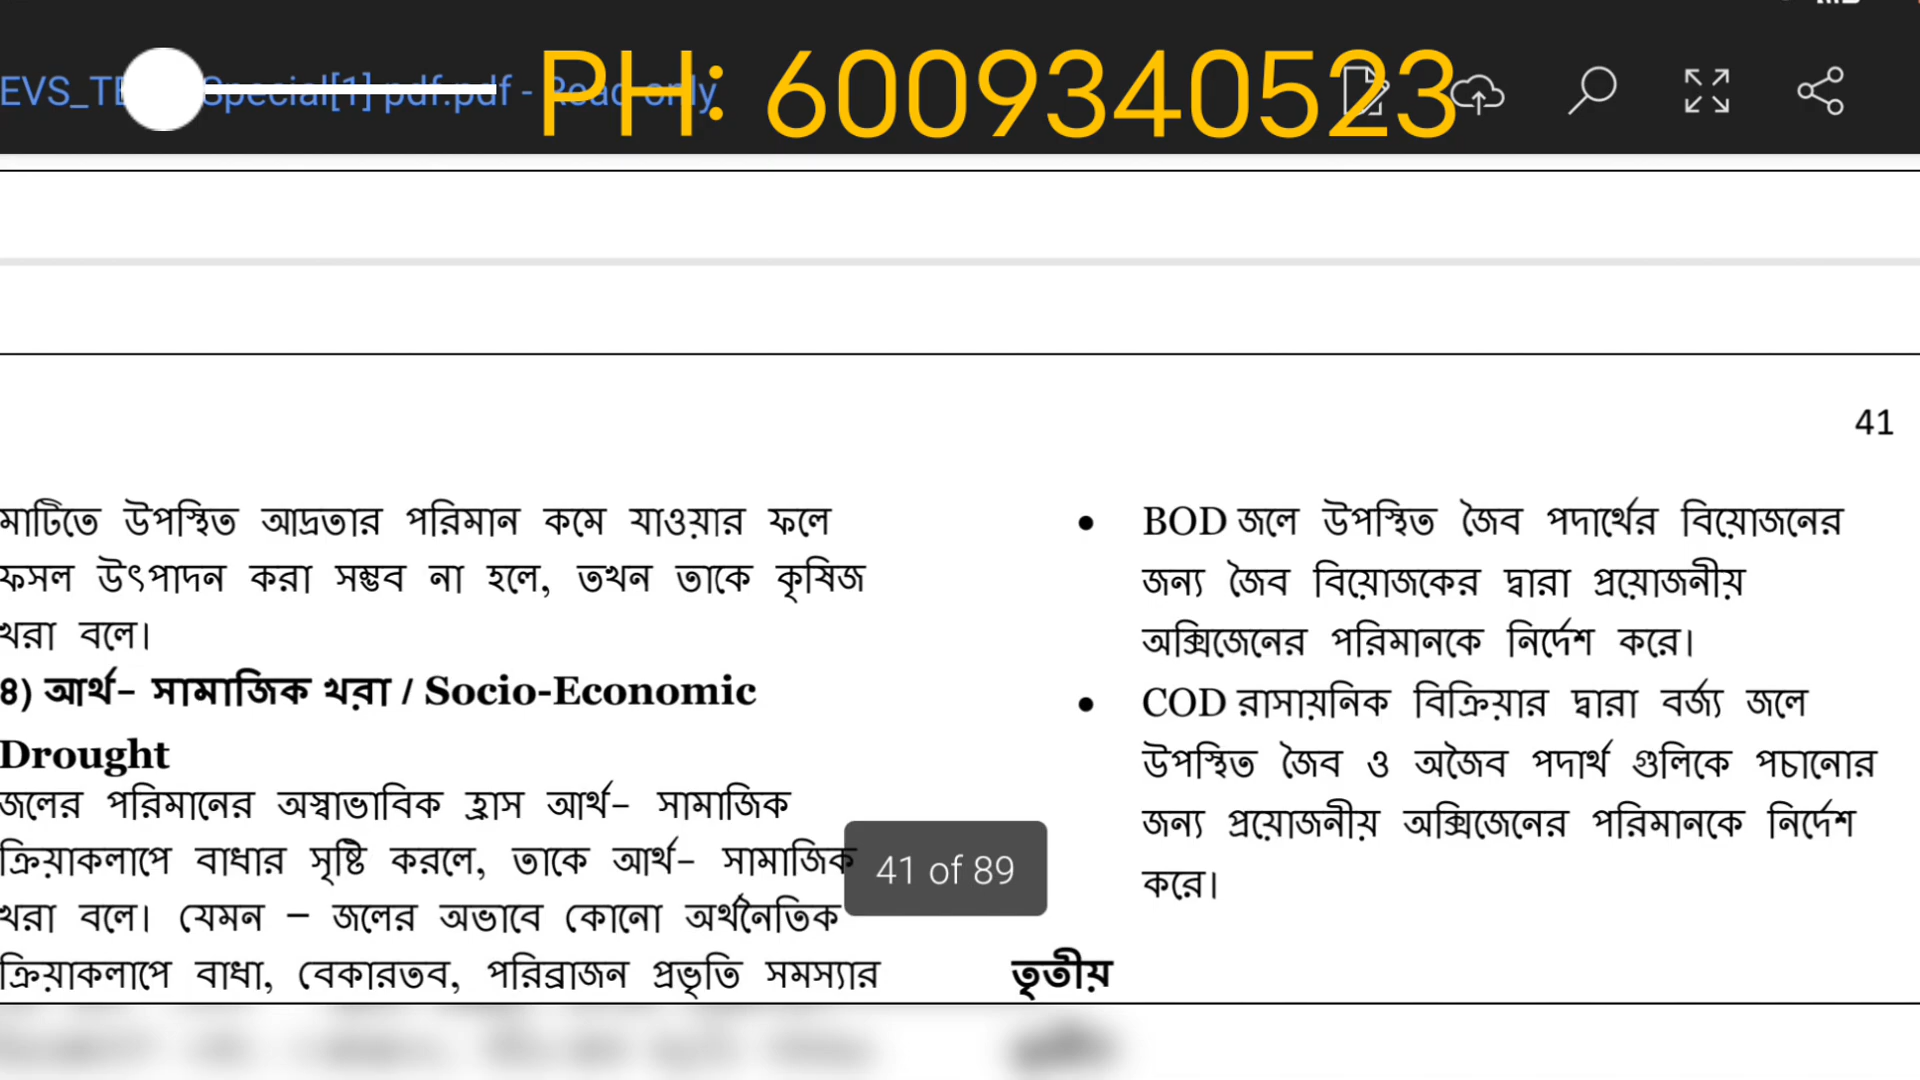 PH: 6009340523
Special[1] pdf.pdf - Read only
41
মাটিতে উপস্থিত আদ্রতার পরিমান কমে যাওয়ার ফলে
ফসল উৎপাদন করা সম্ভব না হলে, তখন তাকে কৃষিজ
খরা বলে।
৪) আর্থ– সামাজিক খরা / Socio-Economic
Drought
জলের পরিমানের অস্বাভাবিক হ্রাস আর্থ– সামাজিক
ক্রিয়াকলাপে বাধার সৃষ্টি করলে, তাকে আর্থ– সামাজিক
খরা বলে। যেমন – জলের অভাবে কোনো অর্থনৈতিক
ক্রিয়াকলাপে বাধা, বেকারতব, পরিব্রাজন প্রভৃতি সমস্যার
41 of 89
• BOD জলে উপস্থিত জৈব পদার্থের বিয়োজনের
জন্য জৈব বিয়োজকের দ্বারা প্রয়োজনীয়
অক্সিজেনের পরিমানকে নির্দেশ করে।
• COD রাসায়নিক বিক্রিয়ার দ্বারা বর্জ্য জলে
উপস্থিত জৈব ও অজৈব পদার্থ গুলিকে পচানোর
জন্য প্রয়োজনীয় অক্সিজেনের পরিমানকে নির্দেশ
করে।
তৃতীয়